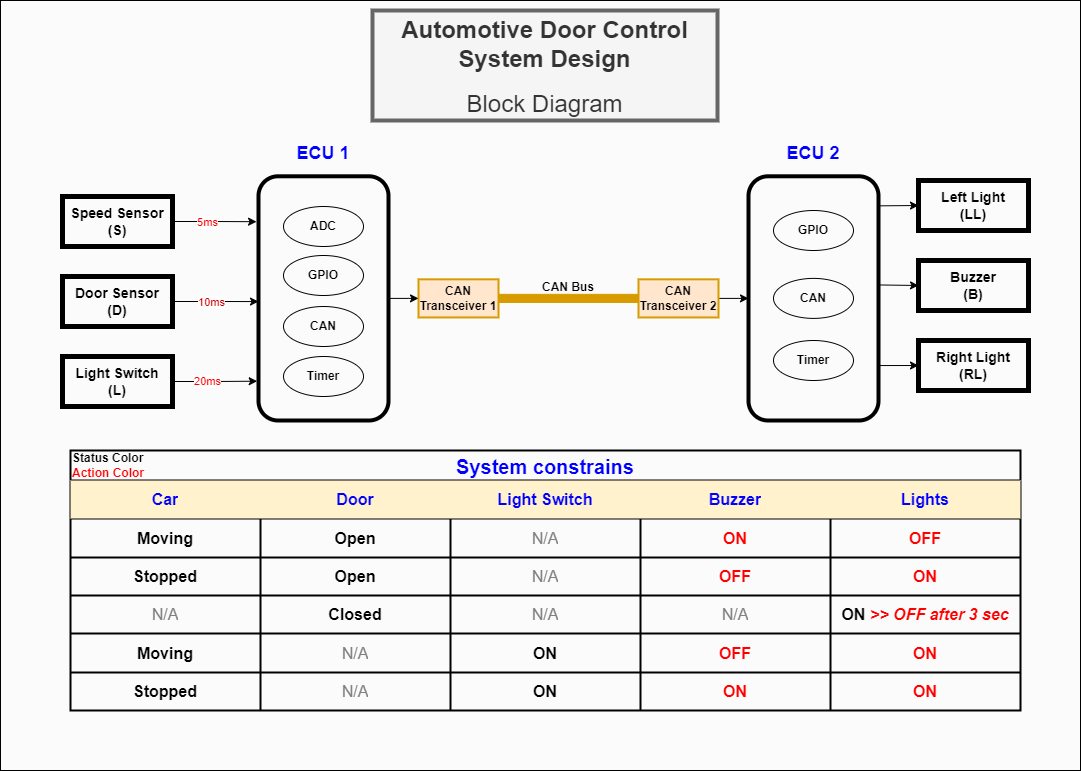 Automotive Door Control
System Design
Block Diagram
ECU 1
ECU 2
Speed Sensor
(S)
5ms
Door Sensor
(D)
10ms
Light Switch
(L)
20ms
ADC
GPIO
CAN
Timer
CAN
Transceiver 1
CAN Bus
CAN
Transceiver 2
GPIO
CAN
Timer
Left Light
(LL)
Buzzer
(B)
Right Light
(RL)
Status Color
Action Color
System constrains
Car Door Light Switch Buzzer Lights
Moving Open N/A ON OFF
Stopped Open N/A OFF ON
N/A Closed N/A N/A ON >> OFF after 3 sec
Moving N/A ON OFF ON
Stopped N/A ON ON ON